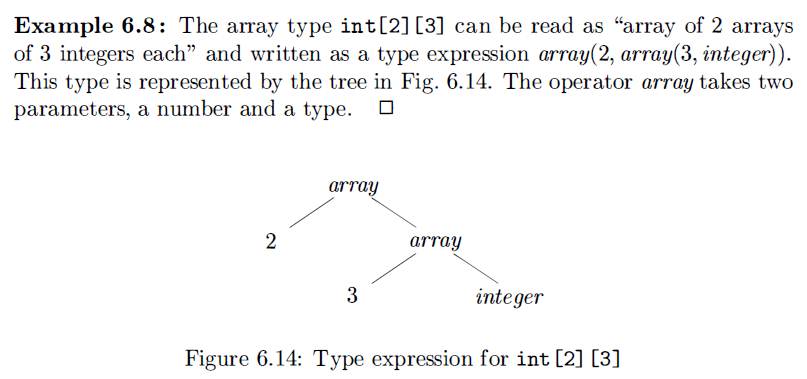 Example 6.8: The array type int[2][3] can be read as “array of 2 arrays
of 3 integers each” and written as a type expression array(2, array(3, integer)).
This type is represented by the tree in Fig. 6.14. The operator array takes two
parameters, a number and a type. □
array
2 array
3 integer
Figure 6.14: Type expression for int[2][3]